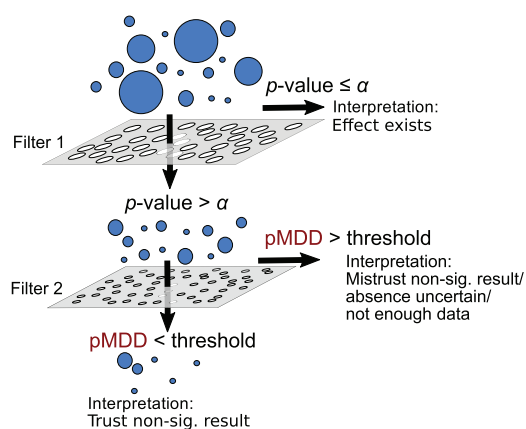 p-value ≤ α
Interpretation:
Effect exists
Filter 1
p-value > α
pMDD > threshold
Interpretation:
Mistrust non-sig. result/
absence uncertain/
not enough data
Filter 2
pMDD < threshold
Interpretation:
Trust non-sig. result